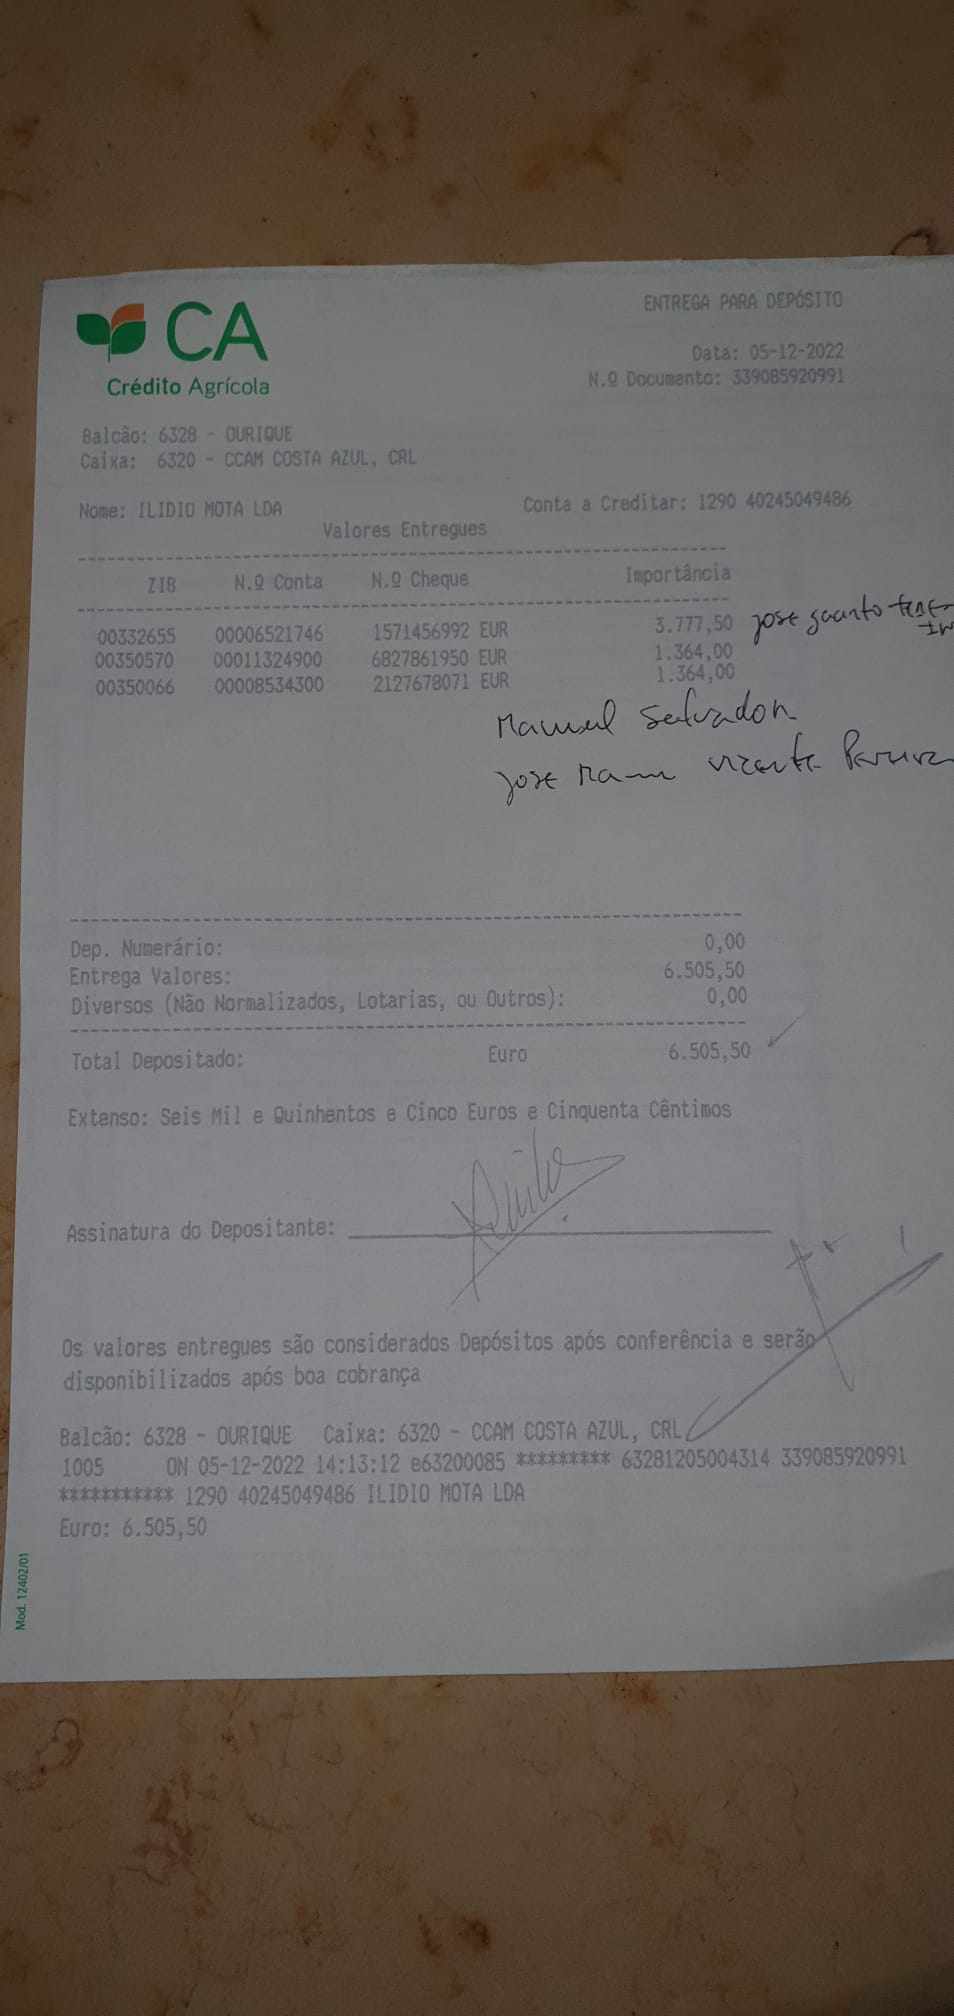 CA
Crédito Agrícola
ENTREGA PARA DEPÓSITO
Data: 05-12-2022
N.º Documento: 339085920991
Balcão: 6328 - OURIQUE
Caixa: 6320 - CCAM COSTA AZUL, CRL
Nome: ILIDIO MOTA LDA Conta a Creditar: 1290 40245049486
Valores Entregues
ZIB N.º Conta N.º Cheque Importância
00332655 00006521746 1571456992 EUR 3.777,50 jose
00350570 00011324900 6827861950 EUR 1.364,00
00350066 00008534300 2127678071 EUR 1.364,00
Manuel Salvador
jose
Dep. Numerário: 0,00
Entrega Valores: 6.505,50
Diversos (Não Normalizados, Lotarias, ou Outros): 0,00
Total Depositado: Euro 6.505,50
Extenso: Seis Mil e Quinhentos e Cinco Euros e Cinquenta Cêntimos
Assinatura do Depositante:
Os valores entregues são considerados Depósitos após conferência e serão
disponibilizados após boa cobrança
Balcão: 6328 - OURIQUE Caixa: 6320 - CCAM COSTA AZUL, CRL
1005 ON 05-12-2022 14:13:12 e63200085 ********* 63281205004314 339085920991
*********** 1290 40245049486 ILIDIO MOTA LDA
Euro: 6.505,50
Mod. 12402/01